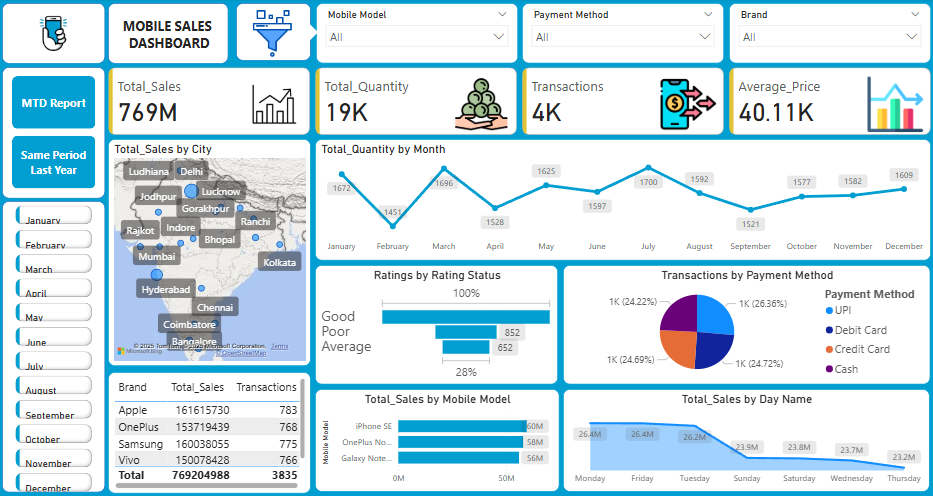 MOBILE SALES
DASHBOARD
Mobile Model
All
Payment Method
All
Brand
All
MTD Report
Same Period
Last Year
Total_Sales
769M
Total_Quantity
19K
Transactions
4K
Average_Price
40.11K
January
February
March
April
May
June
July
August
September
October
November
December
Total_Sales by City
Ludhiana
Delhi
Jodhpur
Lucknow
Gorakhpur
Rajkot
Indore
Ranchi
Bhopal
Mumbai
Kolkata
Hyderabad
Chennai
Coimbatore
Bangalore
Microsoft Bing
© OpenStreetMap
Terms
Total_Quantity by Month
1672
1451
1696
1528
1625
1597
1700
1592
1521
1577
1582
1609
January February March April May June July August September October November December
Ratings by Rating Status
100%
Good
Poor 852
Average 652
28%
Transactions by Payment Method
1K (24.22%)
1K (26.36%)
1K (24.69%)
1K (24.72%)
Payment Method
UPI
Debit Card
Credit Card
Cash
Brand Total_Sales Transactions
Apple 161615730 783
OnePlus 153719439 768
Samsung 160038055 775
Vivo 150078428 766
Total 769204988 3835
Total_Sales by Mobile Model
Mobile Model
iPhone SE 60M
OnePlus No... 58M
Galaxy Note... 56M
0M 50M
Total_Sales by Day Name
26.4M 26.4M 26.2M 23.9M 23.8M 23.7M 23.2M
Monday Friday Tuesday Sunday Saturday Wednesday Thursday